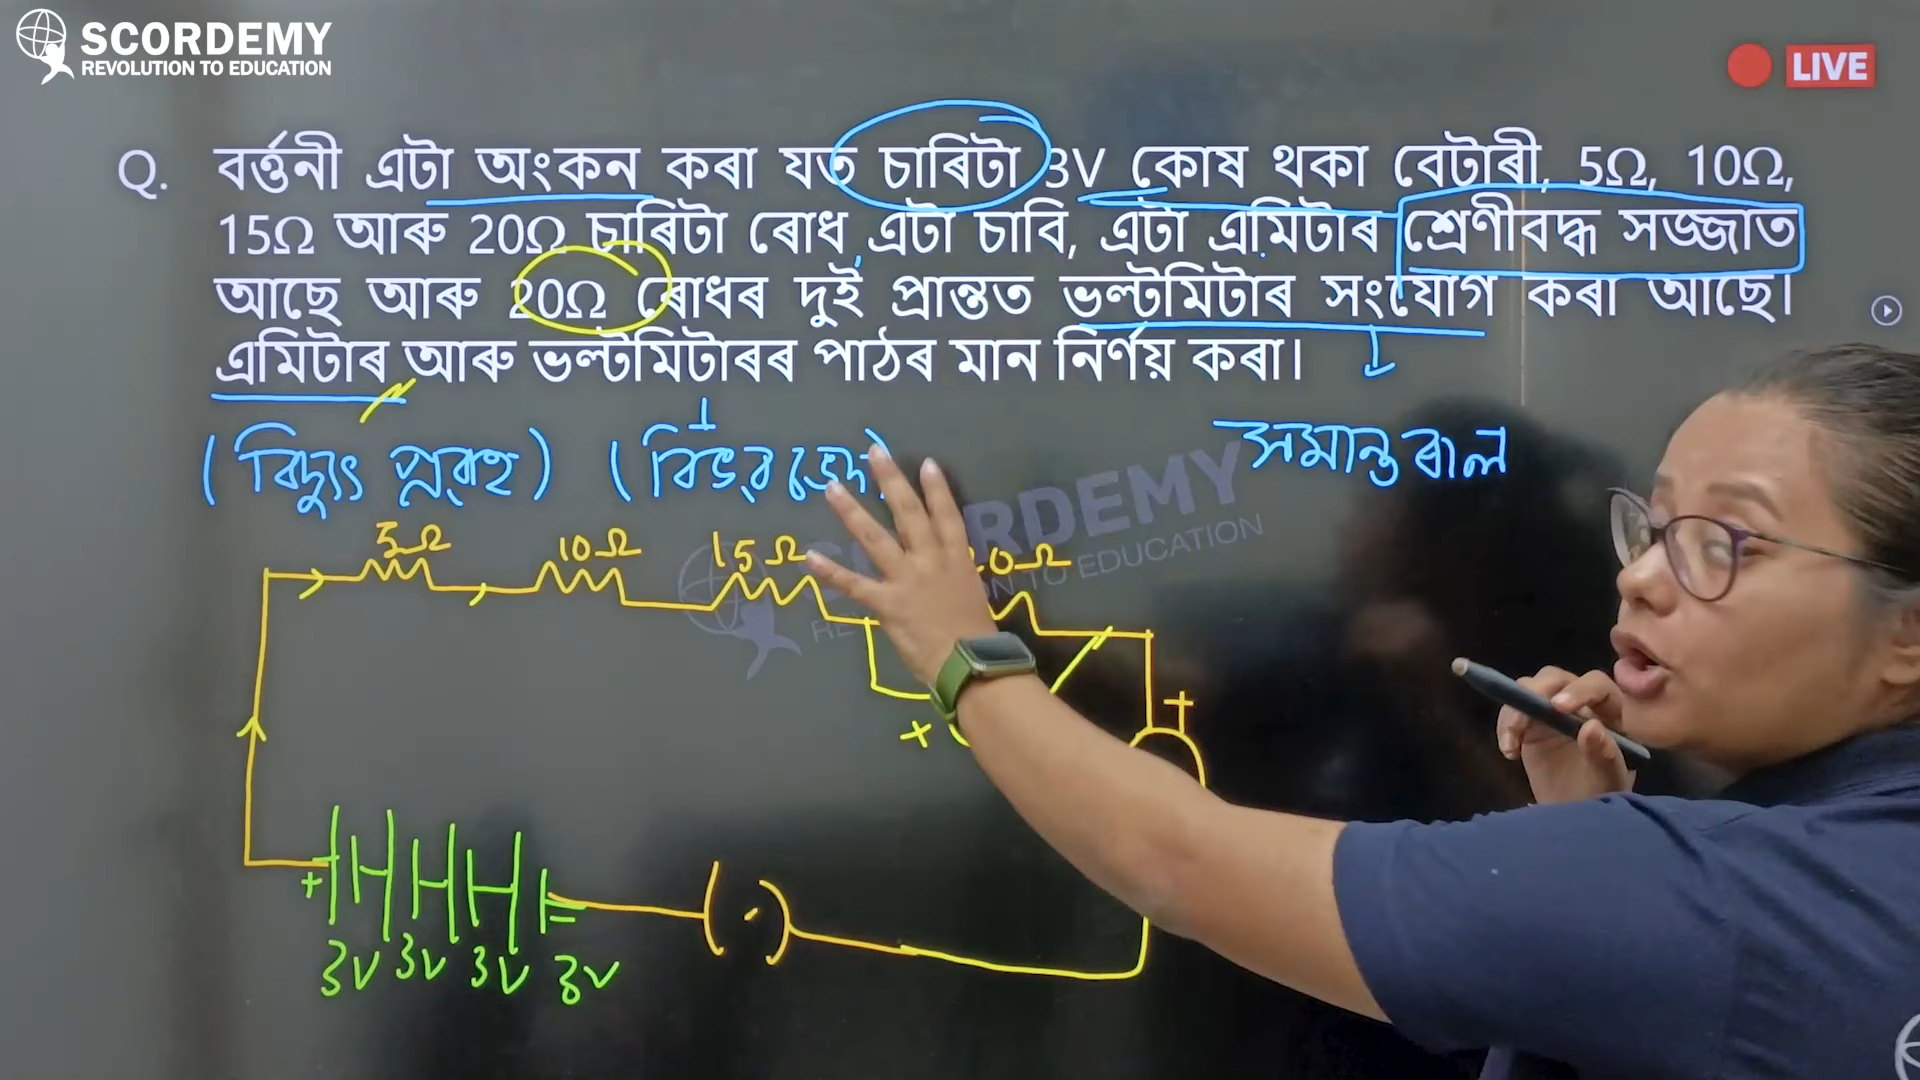 SCORDEMY
REVOLUTION TO EDUCATION
LIVE
Q. বৰ্ত্তনী এটা অংকন কৰা যত চাৰিটা 3V কোষ থকা বেটাৰী, 5Ω, 10Ω,
15Ω আৰু 20Ω চাৰিটা ৰোধ এটা চাবি, এটা এমিটাৰ শ্ৰেণীবদ্ধ সজ্জাত
আছে আৰু 20Ω ৰোধৰ দুই প্ৰান্তত ভল্টমিটাৰ সংযোগ কৰা আছে।
এমিটাৰ আৰু ভল্টমিটাৰৰ পাঠৰ মান নিৰ্ণয় কৰা।
(বিদ্যুৎ প্ৰবাহ) সমান্তৰাল
5Ω 10Ω 15Ω
+
+
+
3V 3V 3V 3V